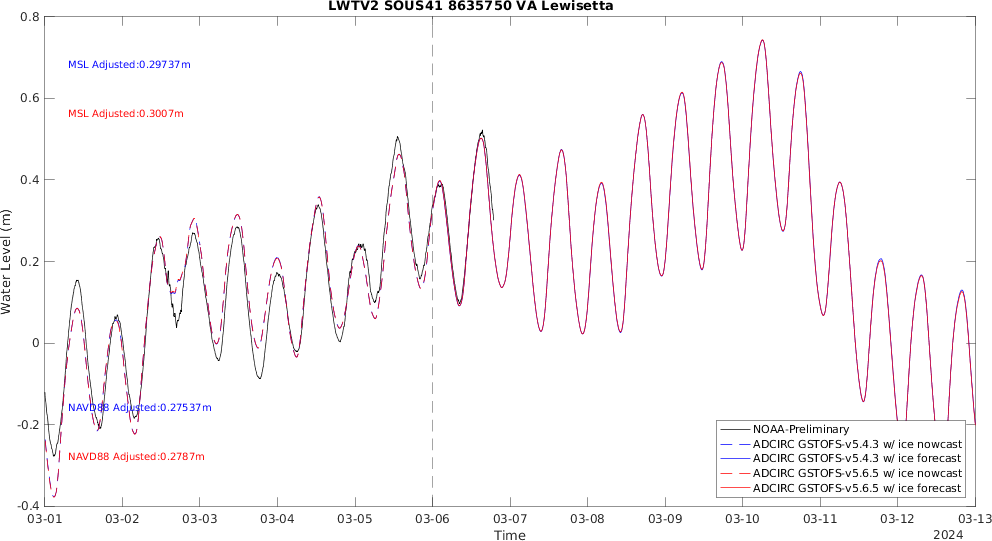 LWTV2 SOUS41 8635750 VA Lewisetta
0.8
0.6
0.4
0.2
0
-0.2
-0.4
Water Level (m)
MSL Adjusted:0.29737m
MSL Adjusted:0.3007m
NAVD88 Adjusted:0.27537m
NAVD88 Adjusted:0.2787m
NOAA-Preliminary
ADCIRC GSTOFS-v5.4.3 w/ ice nowcast
ADCIRC GSTOFS-v5.4.3 w/ ice forecast
ADCIRC GSTOFS-v5.6.5 w/ ice nowcast
ADCIRC GSTOFS-v5.6.5 w/ ice forecast
03-01 03-02 03-03 03-04 03-05 03-06 03-07 03-08 03-09 03-10 03-11 03-12 03-13
Time
2024